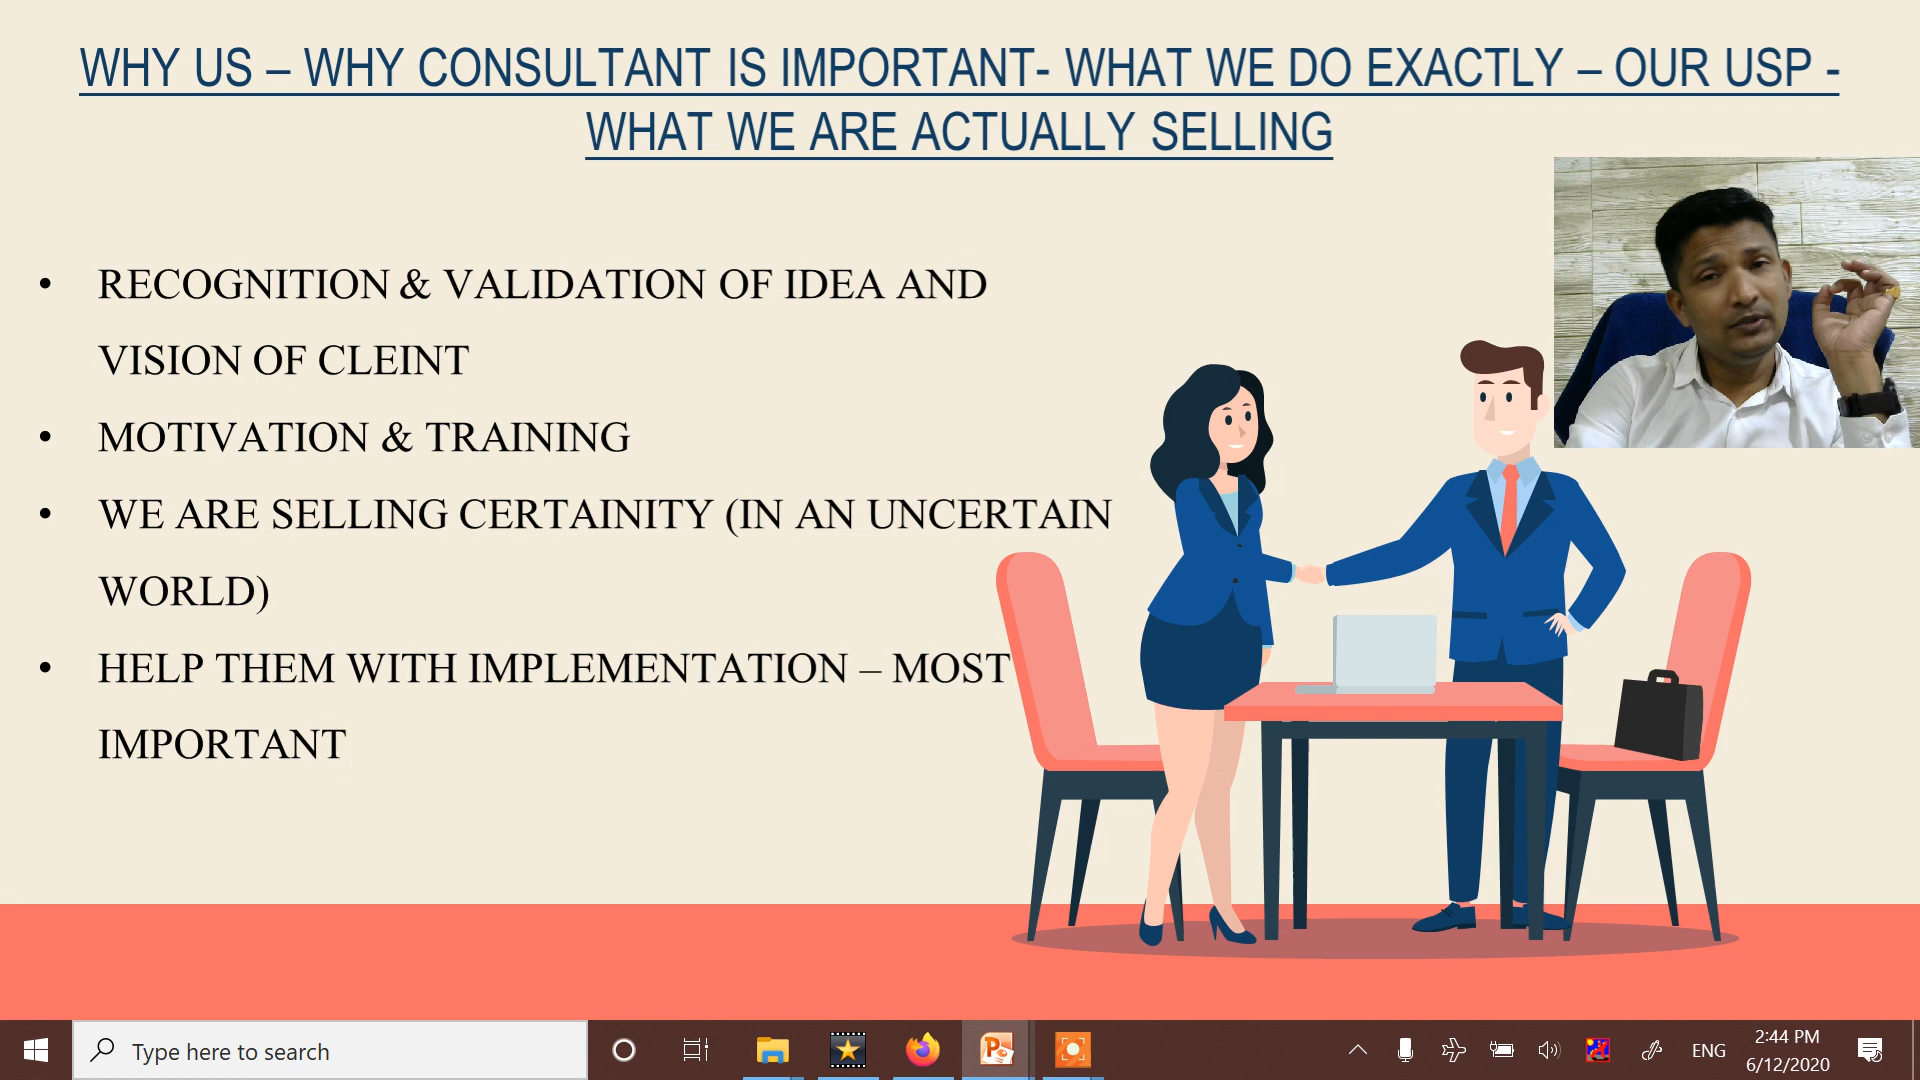 WHY US – WHY CONSULTANT IS IMPORTANT- WHAT WE DO EXACTLY – OUR USP -
WHAT WE ARE ACTUALLY SELLING
• RECOGNITION & VALIDATION OF IDEA AND
VISION OF CLEINT
• MOTIVATION & TRAINING
• WE ARE SELLING CERTAINITY (IN AN UNCERTAIN
WORLD)
• HELP THEM WITH IMPLEMENTATION – MOST
IMPORTANT
Type here to search
ENG
2:44 PM
6/12/2020